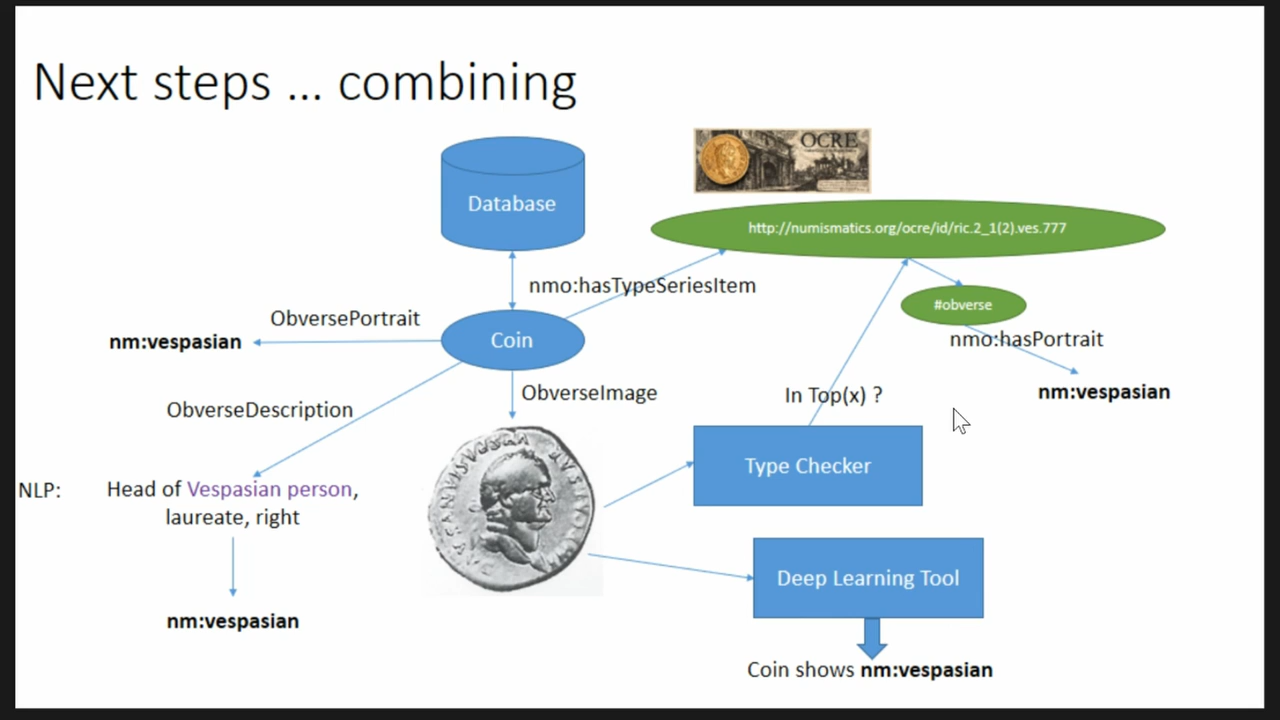 Next steps ... combining
OCRE
Database
http://numismatics.org/ocre/id/ric.2_1(2).ves.777
nmo:hasTypeSeriesItem
#obverse
ObversePortrait
nm:vespasian
Coin
nmo:hasPortrait
ObverseImage
In Top(x) ?
nm:vespasian
ObverseDescription
Type Checker
NLP:
Head of Vespasian person,
laureate, right
Deep Learning Tool
nm:vespasian
Coin shows nm:vespasian